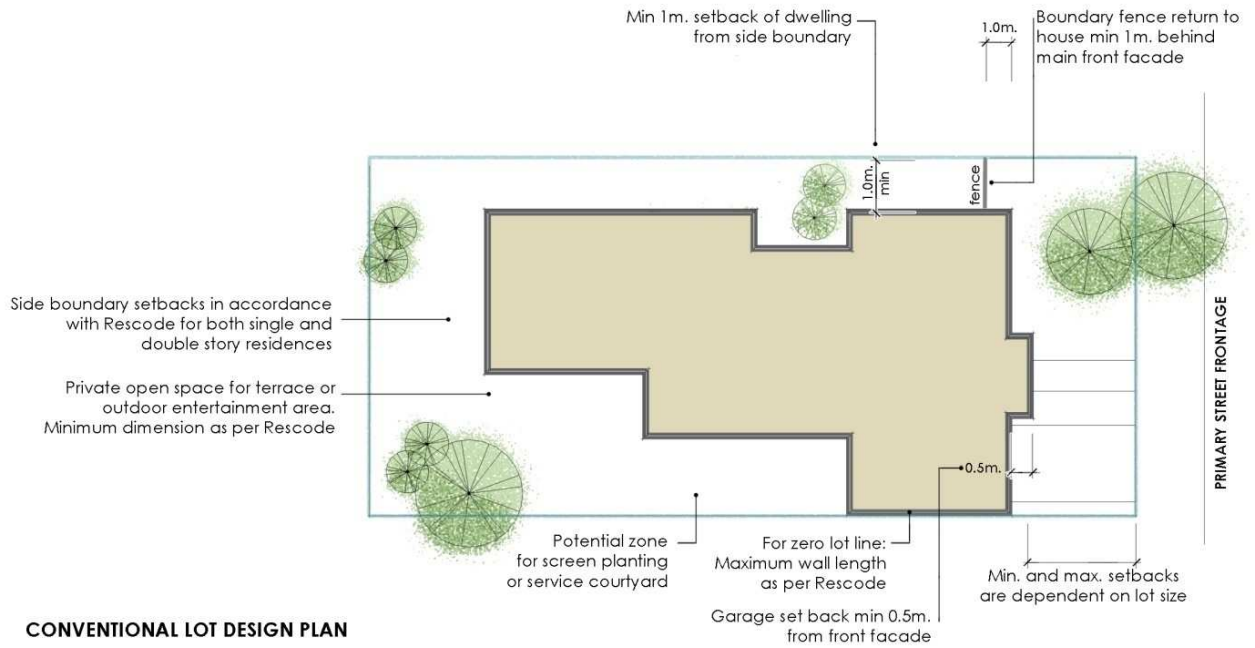 Min 1m. setback of dwelling
from side boundary
1.0m.
Boundary fence return to
house min 1m. behind
main front facade
1.0m.
min
fence
Side boundary setbacks in accordance
with Rescode for both single and
double story residences
Private open space for terrace or
outdoor entertainment area.
Minimum dimension as per Rescode
PRIMARY STREET FRONTAGE
0.5m.
Potential zone
for screen planting
or service courtyard
For zero lot line:
Maximum wall length
as per Rescode
Min. and max. setbacks
are dependent on lot size
Garage set back min 0.5m.
from front facade
CONVENTIONAL LOT DESIGN PLAN